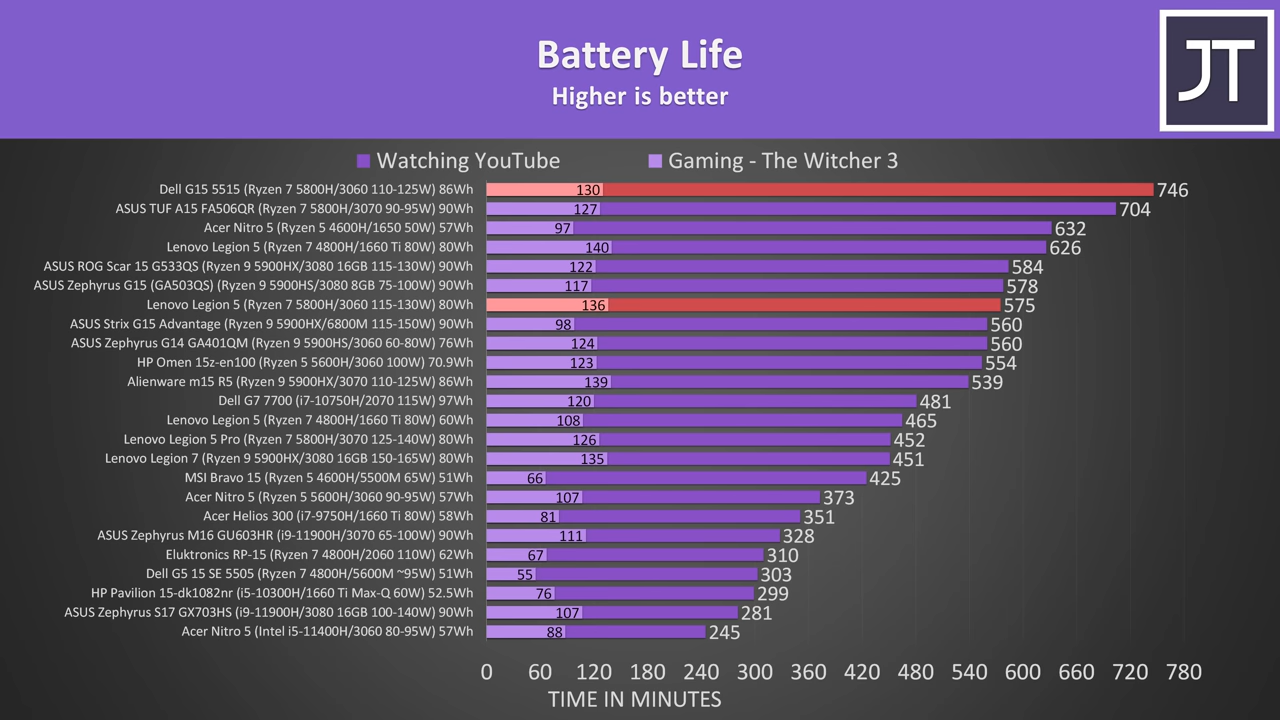 Battery Life
Higher is better
JT
Watching YouTube Gaming - The Witcher 3
Dell G15 5515 (Ryzen 7 5800H/3060 110-125W) 86Wh 130 746
ASUS TUF A15 FA506QR (Ryzen 7 5800H/3070 90-95W) 90Wh 127 704
Acer Nitro 5 (Ryzen 5 4600H/1650 50W) 57Wh 97 632
Lenovo Legion 5 (Ryzen 7 4800H/1660 Ti 80W) 80Wh 140 626
ASUS ROG Scar 15 G533QS (Ryzen 9 5900HX/3080 16GB 115-130W) 90Wh 122 584
ASUS Zephyrus G15 (GA503QS) (Ryzen 9 5900HS/3080 8GB 75-100W) 90Wh 117 578
Lenovo Legion 5 (Ryzen 7 5800H/3060 115-130W) 80Wh 136 575
ASUS Strix G15 Advantage (Ryzen 9 5900HX/6800M 115-150W) 90Wh 98 560
ASUS Zephyrus G14 GA401QM (Ryzen 9 5900HS/3060 60-80W) 76Wh 124 560
HP Omen 15z-en100 (Ryzen 5 5600H/3060 100W) 70.9Wh 123 554
Alienware m15 R5 (Ryzen 9 5900HX/3070 110-125W) 86Wh 139 539
Dell G7 7700 (i7-10750H/2070 115W) 97Wh 120 481
Lenovo Legion 5 (Ryzen 7 4800H/1660 Ti 80W) 60Wh 108 465
Lenovo Legion 5 Pro (Ryzen 7 5800H/3070 125-140W) 80Wh 126 452
Lenovo Legion 7 (Ryzen 9 5900HX/3080 16GB 150-165W) 80Wh 135 451
MSI Bravo 15 (Ryzen 5 4600H/5500M 65W) 51Wh 66 425
Acer Nitro 5 (Ryzen 5 5600H/3060 90-95W) 57Wh 107 373
Acer Helios 300 (i7-9750H/1660 Ti 80W) 58Wh 81 351
ASUS Zephyrus M16 GU603HR (i9-11900H/3070 65-100W) 90Wh 111 328
Eluktronics RP-15 (Ryzen 7 4800H/2060 110W) 62Wh 67 310
Dell G5 15 SE 5505 (Ryzen 7 4800H/5600M ~95W) 51Wh 55 303
HP Pavilion 15-dk1082nr (i5-10300H/1660 Ti Max-Q 60W) 52.5Wh 76 299
ASUS Zephyrus S17 GX703HS (i9-11900H/3080 16GB 100-140W) 90Wh 107 281
Acer Nitro 5 (Intel i5-11400H/3060 80-95W) 57Wh 88 245
0 60 120 180 240 300 360 420 480 540 600 660 720 780
TIME IN MINUTES